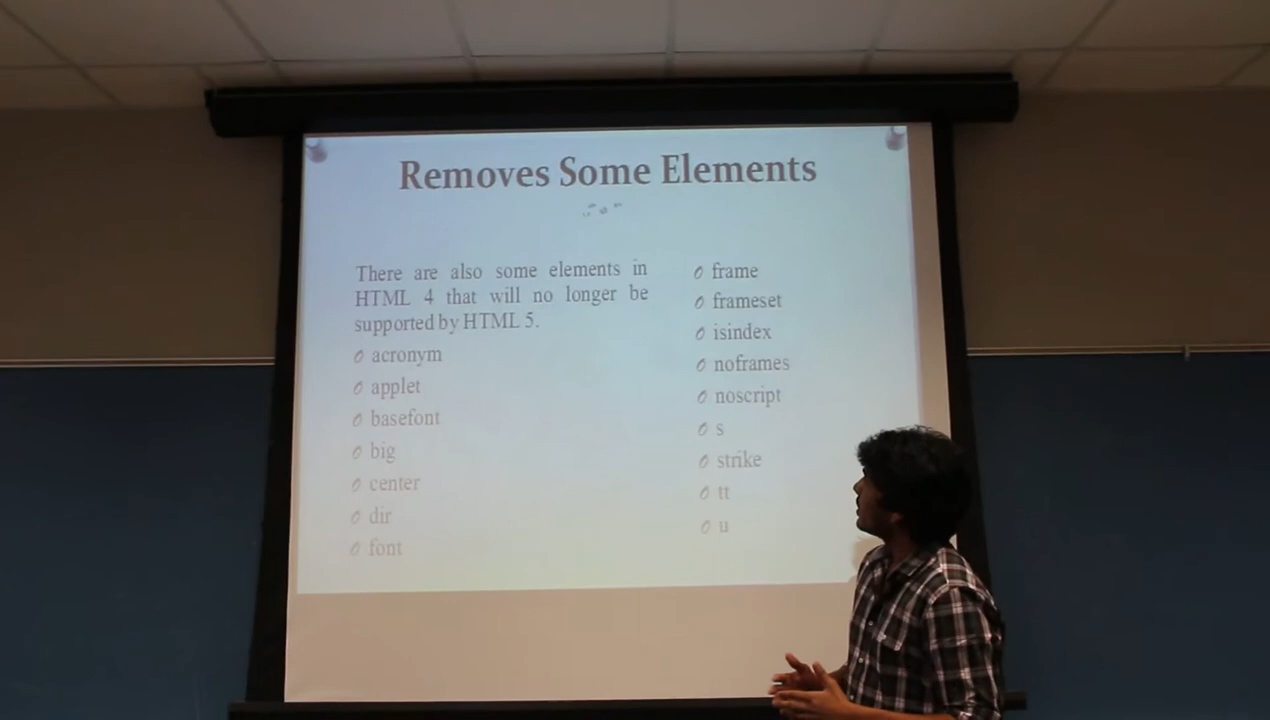 Removes Some Elements
There are also some elements in
HTML 4 that will no longer be
supported by HTML 5.
acronym
applet
basefont
big
center
dir
font
frame
frameset
isindex
noframes
noscript
s
strike
tt
u